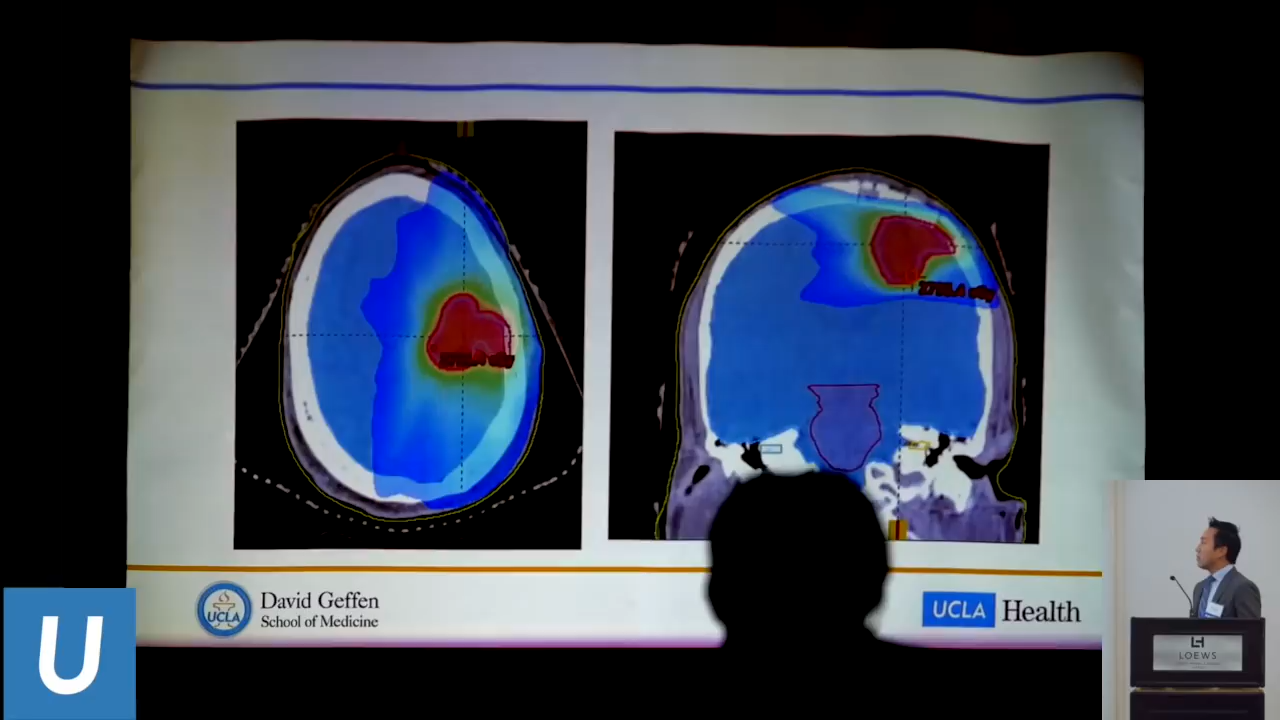 UCLA
David Geffen
School of Medicine
UCLA Health
U
LOEWS